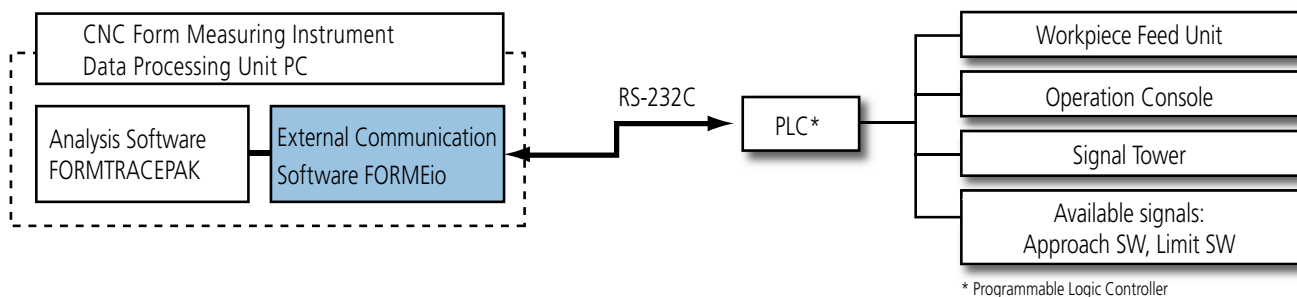 CNC Form Measuring Instrument
Data Processing Unit PC
Analysis Software
FORMTRACEPAK
External Communication
Software FORMEio
RS-232C
PLC*
Workpiece Feed Unit
Operation Console
Signal Tower
Available signals:
Approach SW, Limit SW
* Programmable Logic Controller